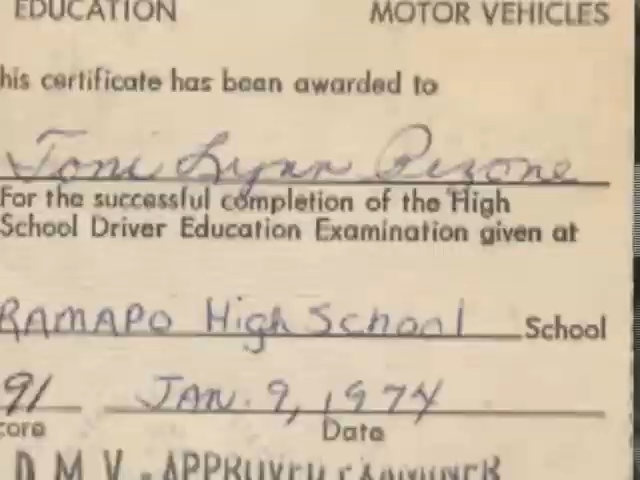 EDUCATION MOTOR VEHICLES
his certificate has been awarded to
Toni Lynn Pezone
For the successful completion of the High
School Driver Education Examination given at
RAMAPO High School School
91 JAN. 9, 1974
core Date
D M V - APPROVED EXAMINER